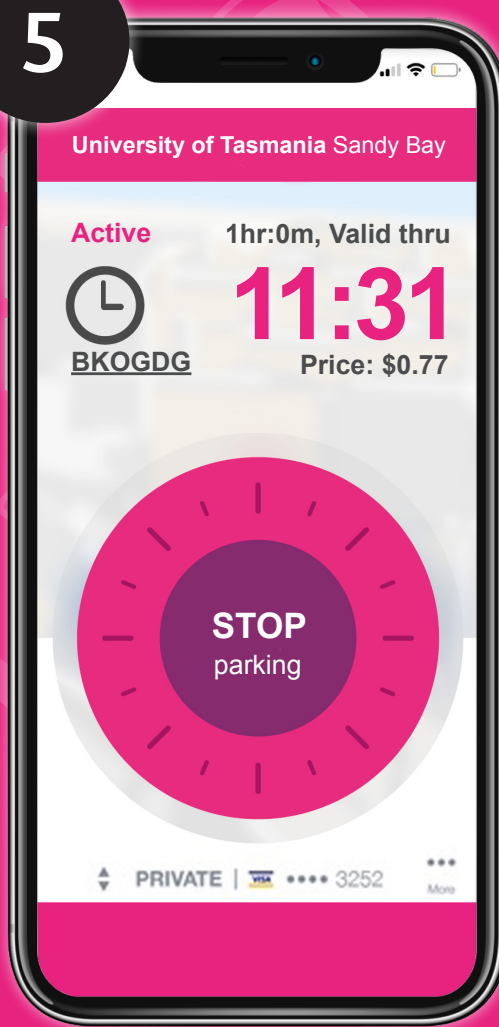 5
University of Tasmania Sandy Bay
Active
1hr:0m, Valid thru
11:31
BKOGDG
Price: $0.77
STOP
parking
PRIVATE | VISA •••• 3252
•••
More